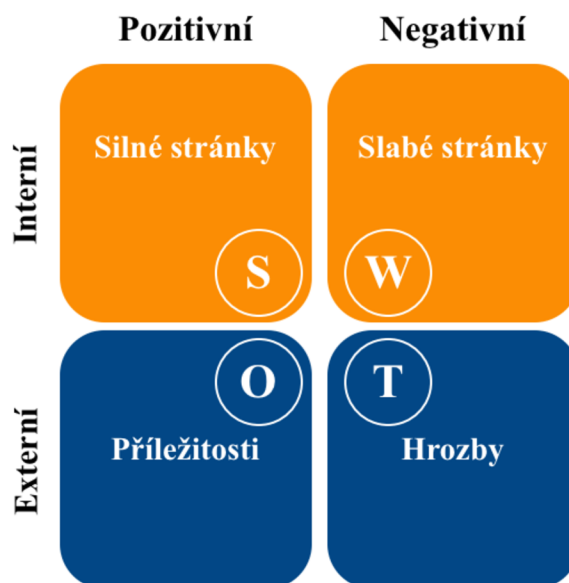 Pozitivní
Negativní
Interní
Silné stránky
Slabé stránky
S
W
Externí
O
T
Příležitosti
Hrozby